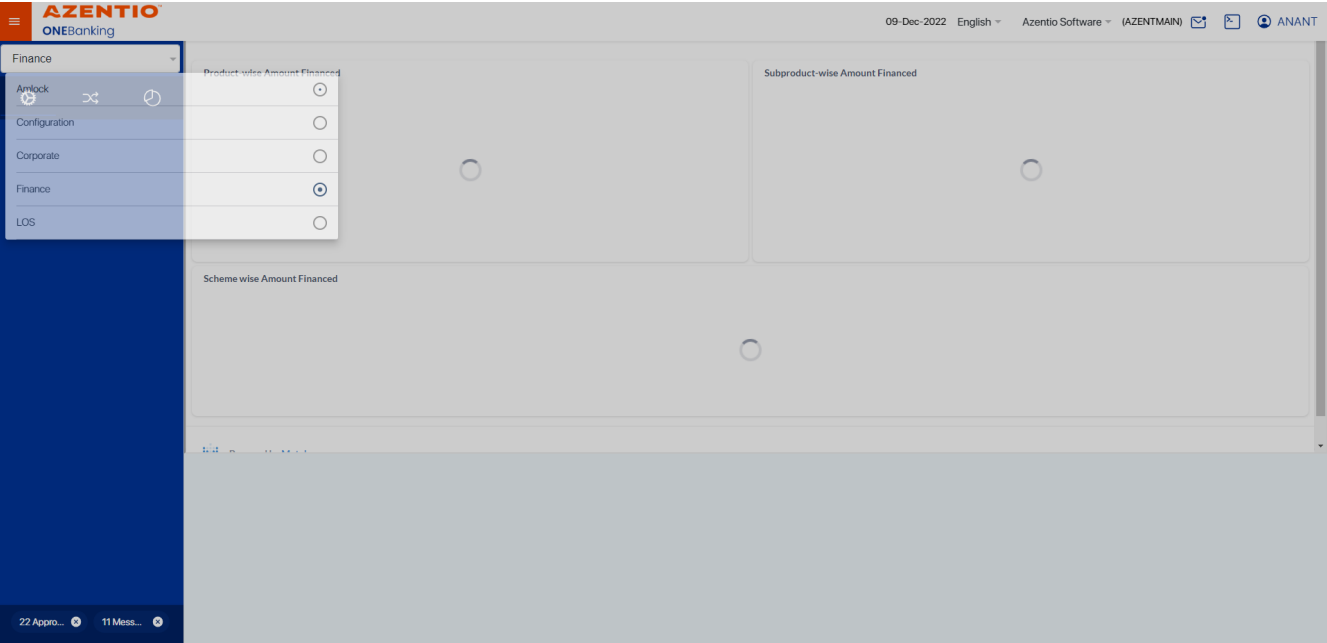 AZENTIO
ONEBanking
09-Dec-2022 English Azentio Software (AZENTMAIN) ANANT
Finance
Product-wise Amount Financed
Subproduct-wise Amount Financed
Amlock
Configuration
Corporate
Finance
LOS
Scheme wise Amount Financed
22 Appro...
11 Mess...